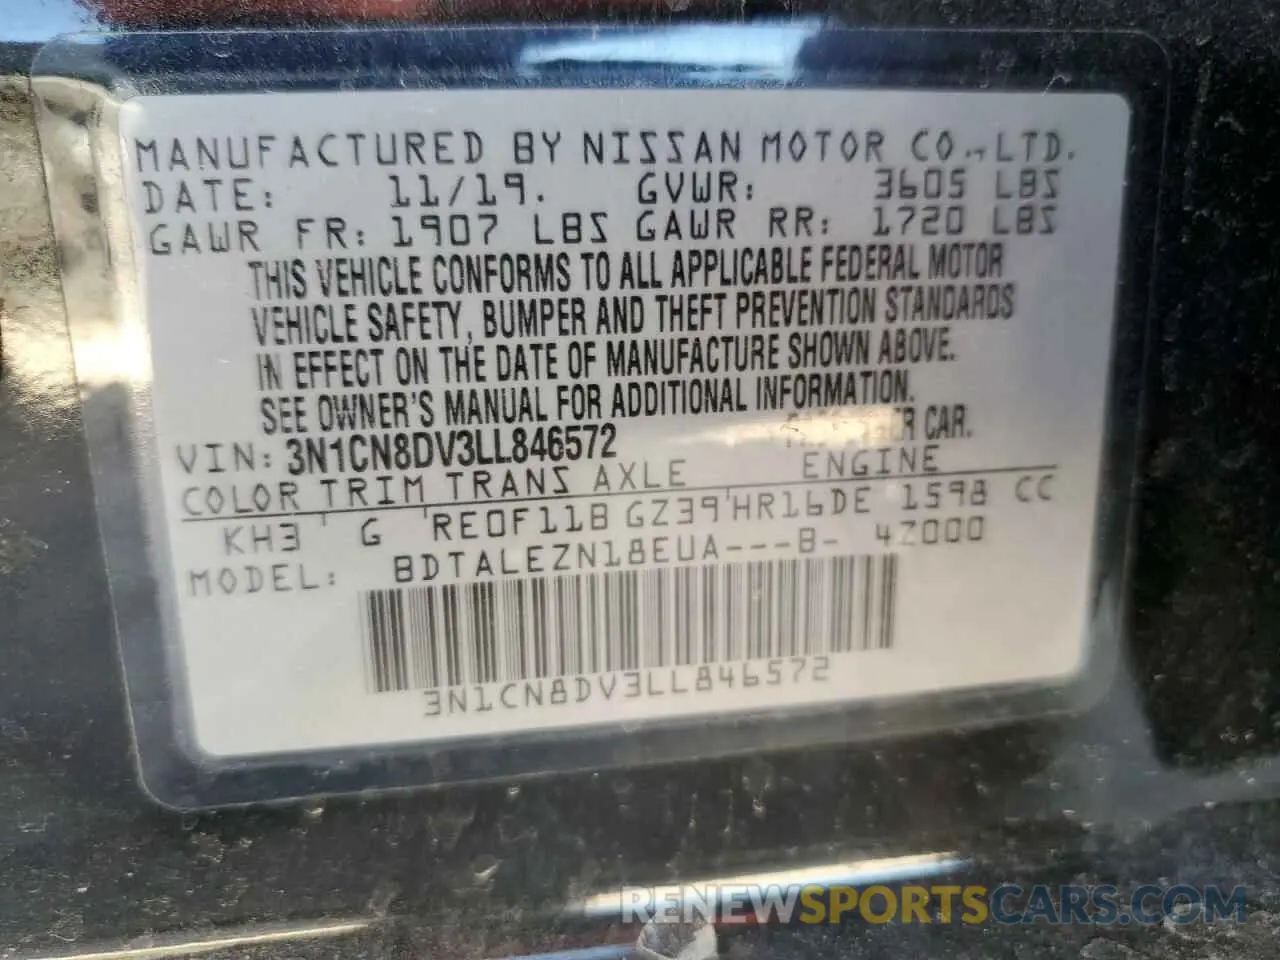 MANUFACTURED BY NISSAN MOTOR CO., LTD.
DATE: 11/19. GVWR: 3605 LBS
GAWR FR: 1907 LBS GAWR RR: 1720 LBS
THIS VEHICLE CONFORMS TO ALL APPLICABLE FEDERAL MOTOR
VEHICLE SAFETY, BUMPER AND THEFT PREVENTION STANDARDS
IN EFFECT ON THE DATE OF MANUFACTURE SHOWN ABOVE.
SEE OWNER'S MANUAL FOR ADDITIONAL INFORMATION.
VIN: 3N1CN8DV3LL846572 PASSENGER CAR.
COLOR TRIM TRANS AXLE ENGINE
KH3 G RE0F11B GZ39 HR16DE 1598 CC
MODEL: BDTALEZN18EUA---B- 4Z000
3N1CN8DV3LL846572
RENEWSPORTSCARS.COM